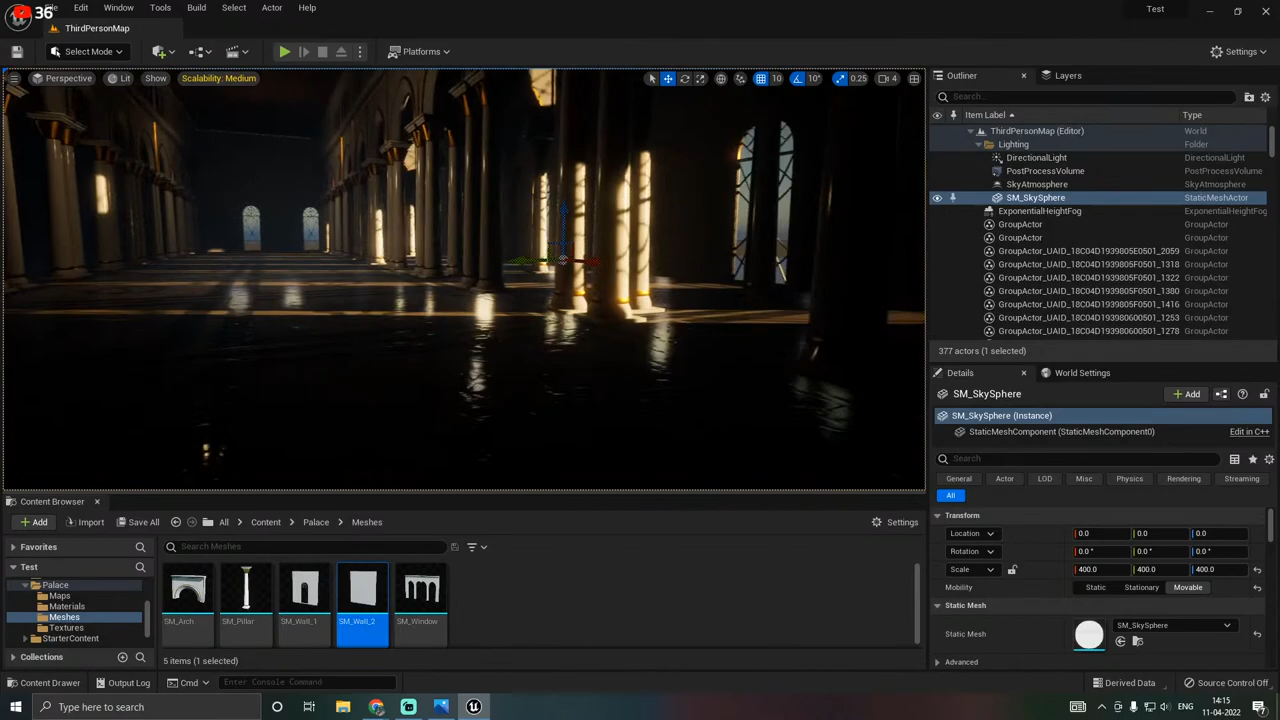 36
File Edit Window Tools Build Select Actor Help
Test
ThirdPersonMap
Select Mode
Platforms
Settings
Perspective Lit Show Scalability: Medium
10 10° 0.25 4
Outliner Layers
Search...
Item Label Type
ThirdPersonMap (Editor) World
Lighting Folder
DirectionalLight DirectionalLight
PostProcessVolume PostProcessVolume
SkyAtmosphere SkyAtmosphere
SM_SkySphere StaticMeshActor
ExponentialHeightFog ExponentialHeightFog
GroupActor GroupActor
GroupActor GroupActor
GroupActor_UAID_18C04D1939805E0501_2059 GroupActor
GroupActor_UAID_18C04D1939805F0501_1318 GroupActor
GroupActor_UAID_18C04D1939805F0501_1322 GroupActor
GroupActor_UAID_18C04D1939805F0501_1380 GroupActor
GroupActor_UAID_18C04D1939805F0501_1416 GroupActor
GroupActor_UAID_18C04D193980600501_1253 GroupActor
GroupActor_UAID_18C04D193980600501_1278 GroupActor
377 actors (1 selected)
Details World Settings
SM_SkySphere
Add
SM_SkySphere (Instance)
StaticMeshComponent (StaticMeshComponent0) Edit in C++
Search
General Actor LOD Misc Physics Rendering Streaming
All
Transform
Location 0.0 0.0 0.0
Rotation 0.0 ° 0.0 ° 0.0 °
Scale 400.0 400.0 400.0
Mobility Static Stationary Movable
Static Mesh
Static Mesh SM_SkySphere
Advanced
Content Browser
Add Import Save All All Content Palace Meshes Settings
Favorites
Search Meshes
Test
Palace
Maps
Materials
Meshes
Textures
StarterContent
Collections
SM_Arch SM_Pillar SM_Wall_1 SM_Wall_2 SM_Window
5 items (1 selected)
Content Drawer Output Log Cmd Enter Console Command Derived Data Source Control Off
Type here to search
14:15
11-04-2022